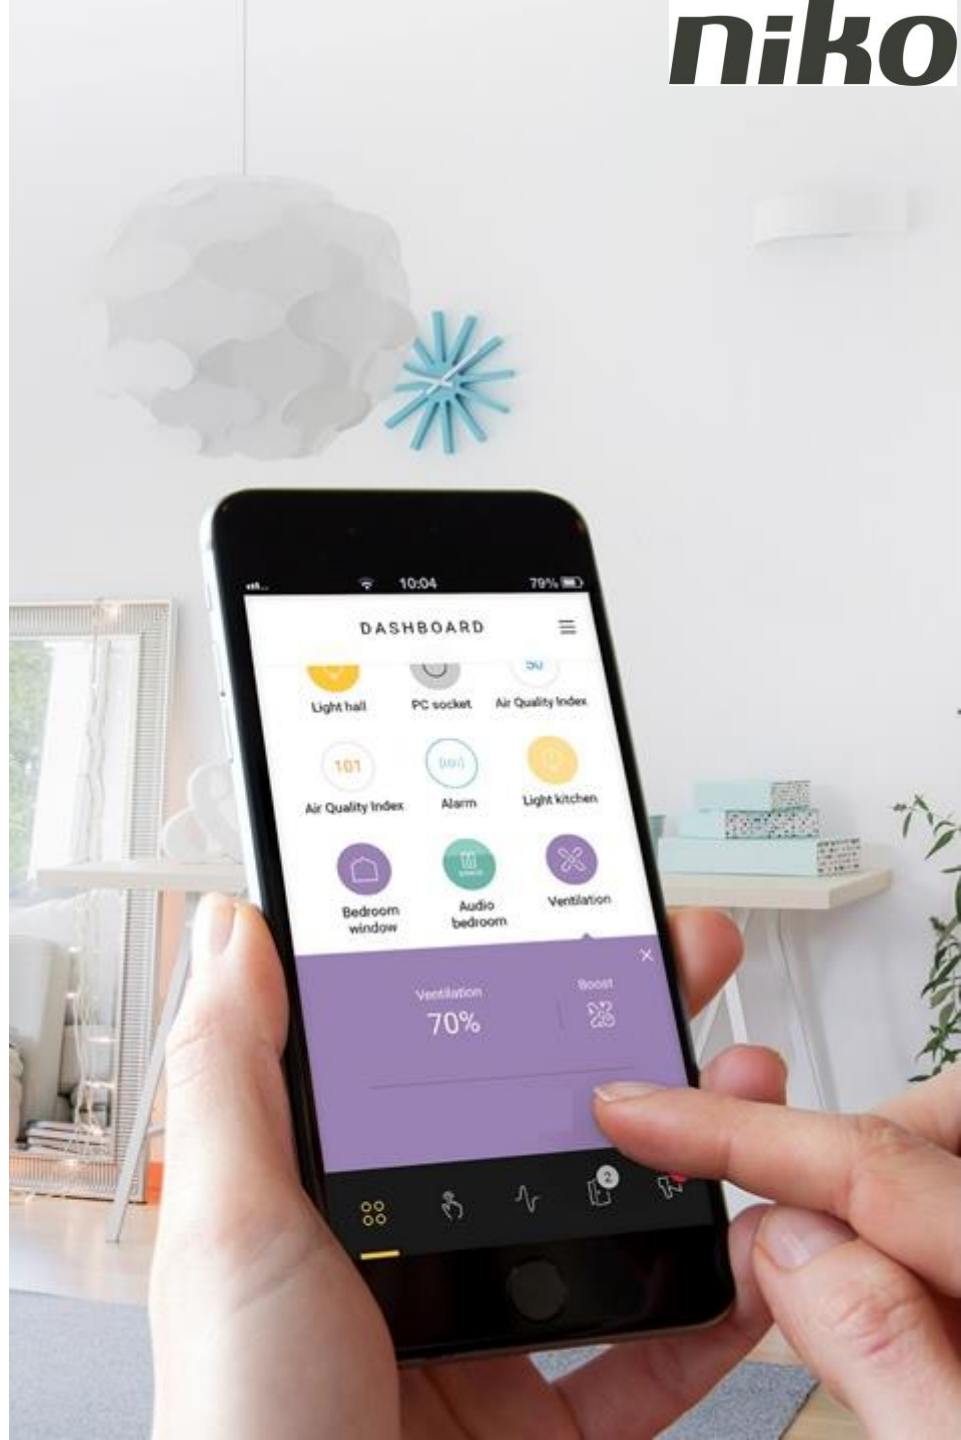 niko
10:04
79%
DASHBOARD
Light hall
PC socket
50
Air Quality Index
101
Air Quality Index
Alarm
Light kitchen
Bedroom
window
Audio
bedroom
Ventilation
Ventilation
70%
Boost
2